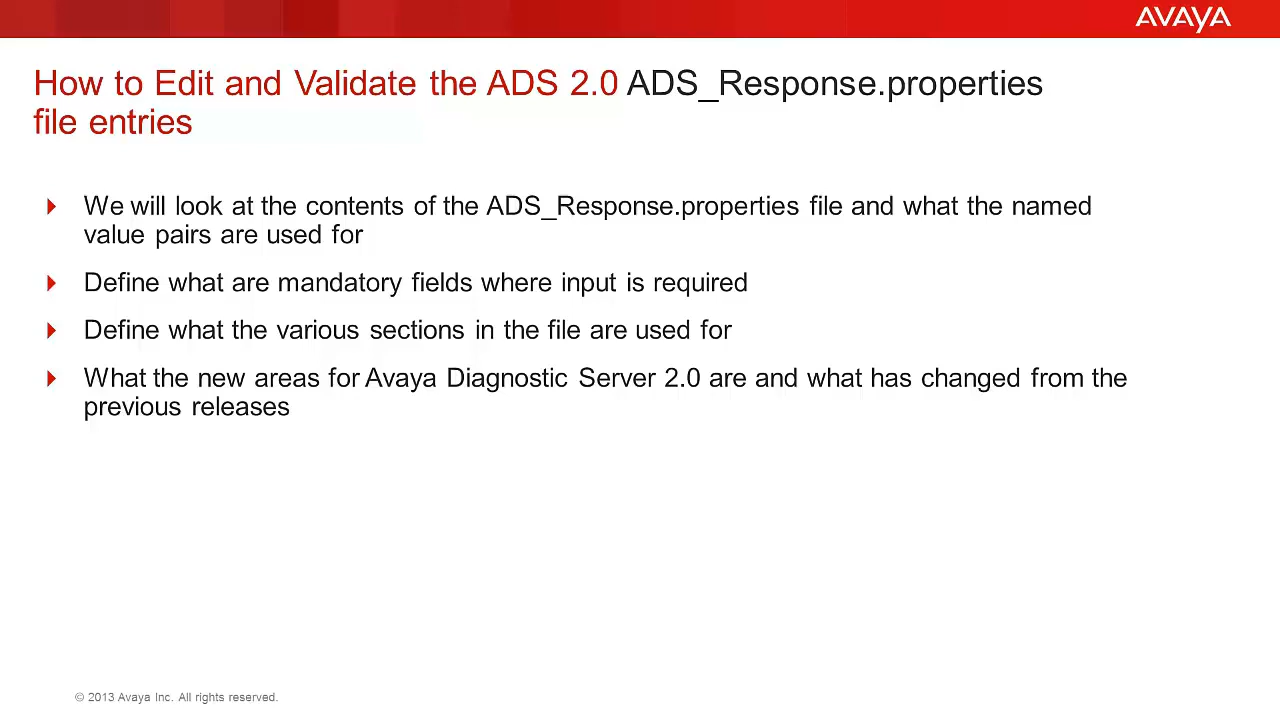 AVAYA
How to Edit and Validate the ADS 2.0 ADS_Response.properties
file entries
We will look at the contents of the ADS_Response.properties file and what the named
value pairs are used for
Define what are mandatory fields where input is required
Define what the various sections in the file are used for
What the new areas for Avaya Diagnostic Server 2.0 are and what has changed from the
previous releases
© 2013 Avaya Inc. All rights reserved.